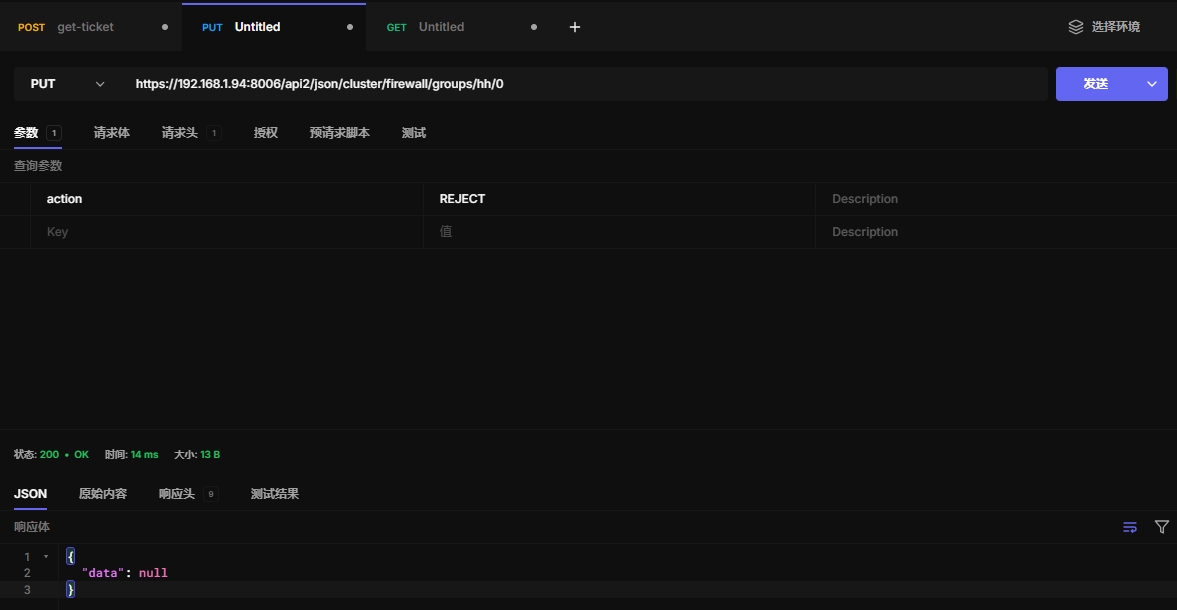 POST get-ticket PUT Untitled GET Untitled + 选择环境
PUT https://192.168.1.94:8006/api2/json/cluster/firewall/groups/hh/0 发送
参数 1 请求体 请求头 1 授权 预请求脚本 测试
查询参数
action REJECT Description
Key 值 Description
状态: 200 • OK 时间: 14 ms 大小: 13 B
JSON 原始内容 响应头 9 测试结果
响应体
1 {
2 "data": null
3 }